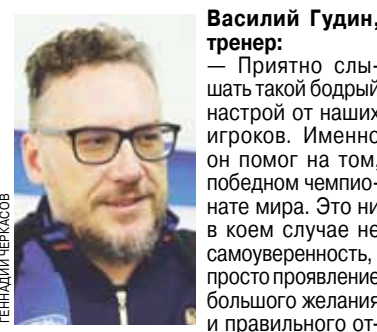 Василий Гудин,
тренер:
— Приятно слы-
шать такой бодрый
настрой от наших
игроков. Именно
он помог на том,
победном чемпио-
нате мира. Это ни
в коем случае не
самоуверенность,
просто проявление
большого желания
и правильного от-
ГЕННАДИЙ ЧЕРКАСОВ